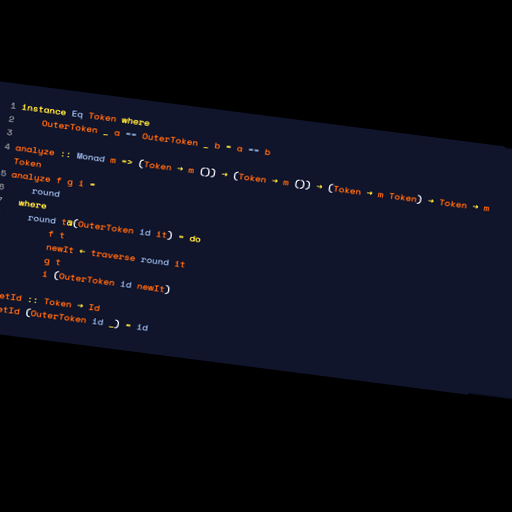 1 instance Eq Token where
2 OuterToken _ a == OuterToken _ b = a == b
3
4 analyze :: Monad m => (Token → m ()) → (Token → m ()) → (Token → m Token) → Token → m
Token
5 analyze f g i =
6 round
7 where
round t@(OuterToken id it) = do
f t
newIt ← traverse round it
g t
i (OuterToken id newIt)
etId :: Token → Id
etId (OuterToken id _) = id